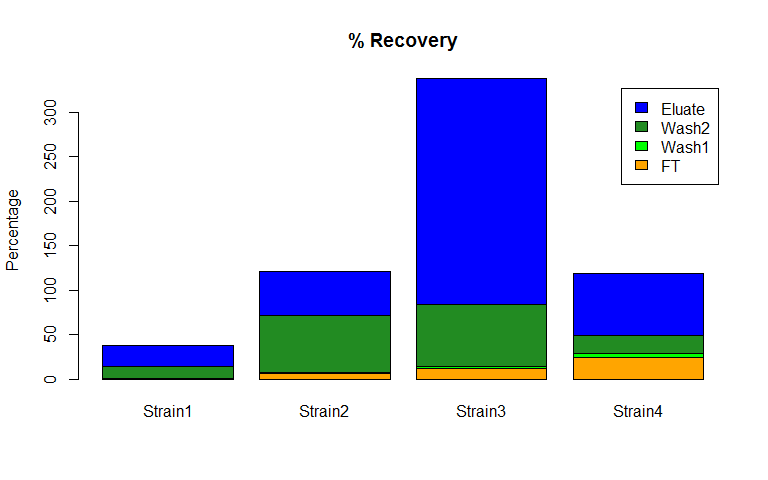 % Recovery
Percentage
300
250
200
150
100
50
0
Eluate
Wash2
Wash1
FT
Strain1
Strain2
Strain3
Strain4